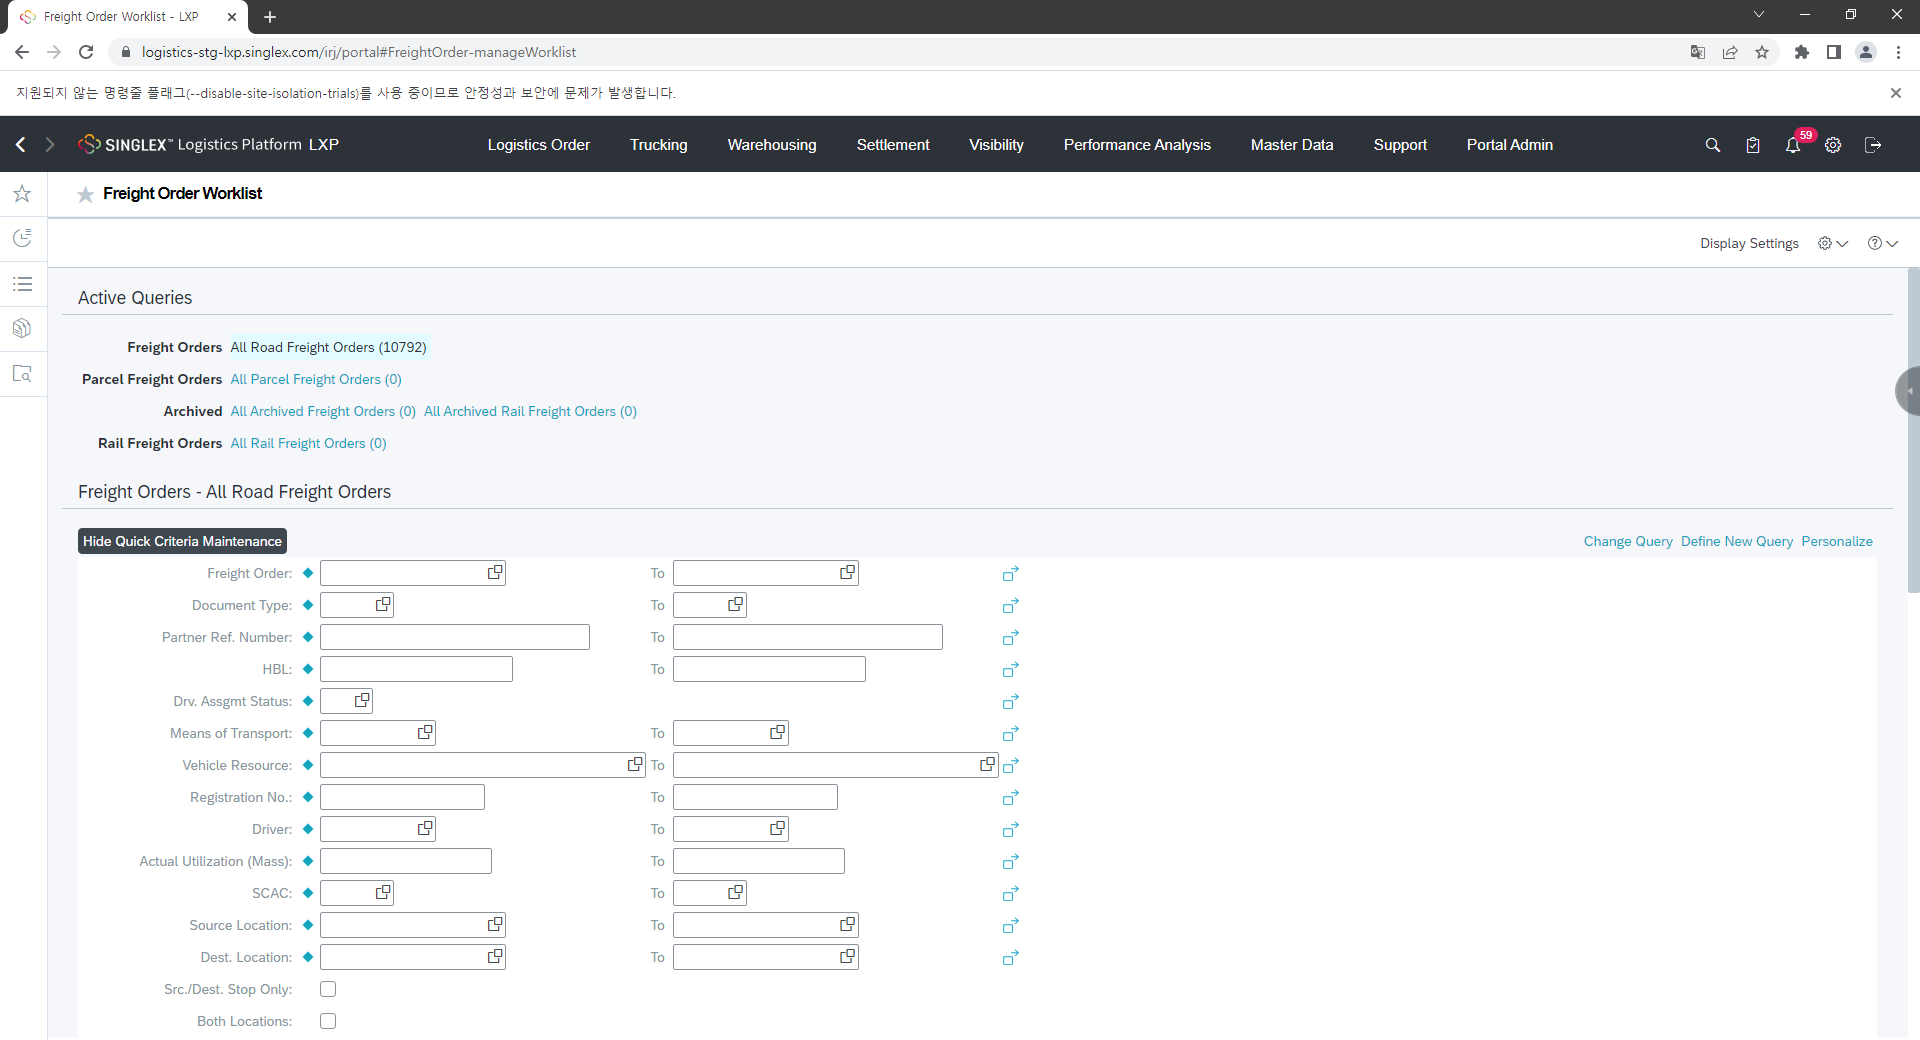 Freight Order Worklist - LXP
logistics-stg-lxp.singlex.com/irj/portal#FreightOrder-manageWorklist
지원되지 않는 명령줄 플래그(--disable-site-isolation-trials)를 사용 중이므로 안정성과 보안에 문제가 발생합니다.
SINGLEX™ Logistics Platform LXP
Logistics Order Trucking Warehousing Settlement Visibility Performance Analysis Master Data Support Portal Admin 59
Freight Order Worklist
Display Settings
Active Queries
Freight Orders All Road Freight Orders (10792)
Parcel Freight Orders All Parcel Freight Orders (0)
Archived All Archived Freight Orders (0) All Archived Rail Freight Orders (0)
Rail Freight Orders All Rail Freight Orders (0)
Freight Orders - All Road Freight Orders
Hide Quick Criteria Maintenance Change Query Define New Query Personalize
Freight Order: To
Document Type: To
Partner Ref. Number: To
HBL: To
Drv. Assgmt Status:
Means of Transport: To
Vehicle Resource: To
Registration No.: To
Driver: To
Actual Utilization (Mass): To
SCAC: To
Source Location: To
Dest. Location: To
Src./Dest. Stop Only:
Both Locations: